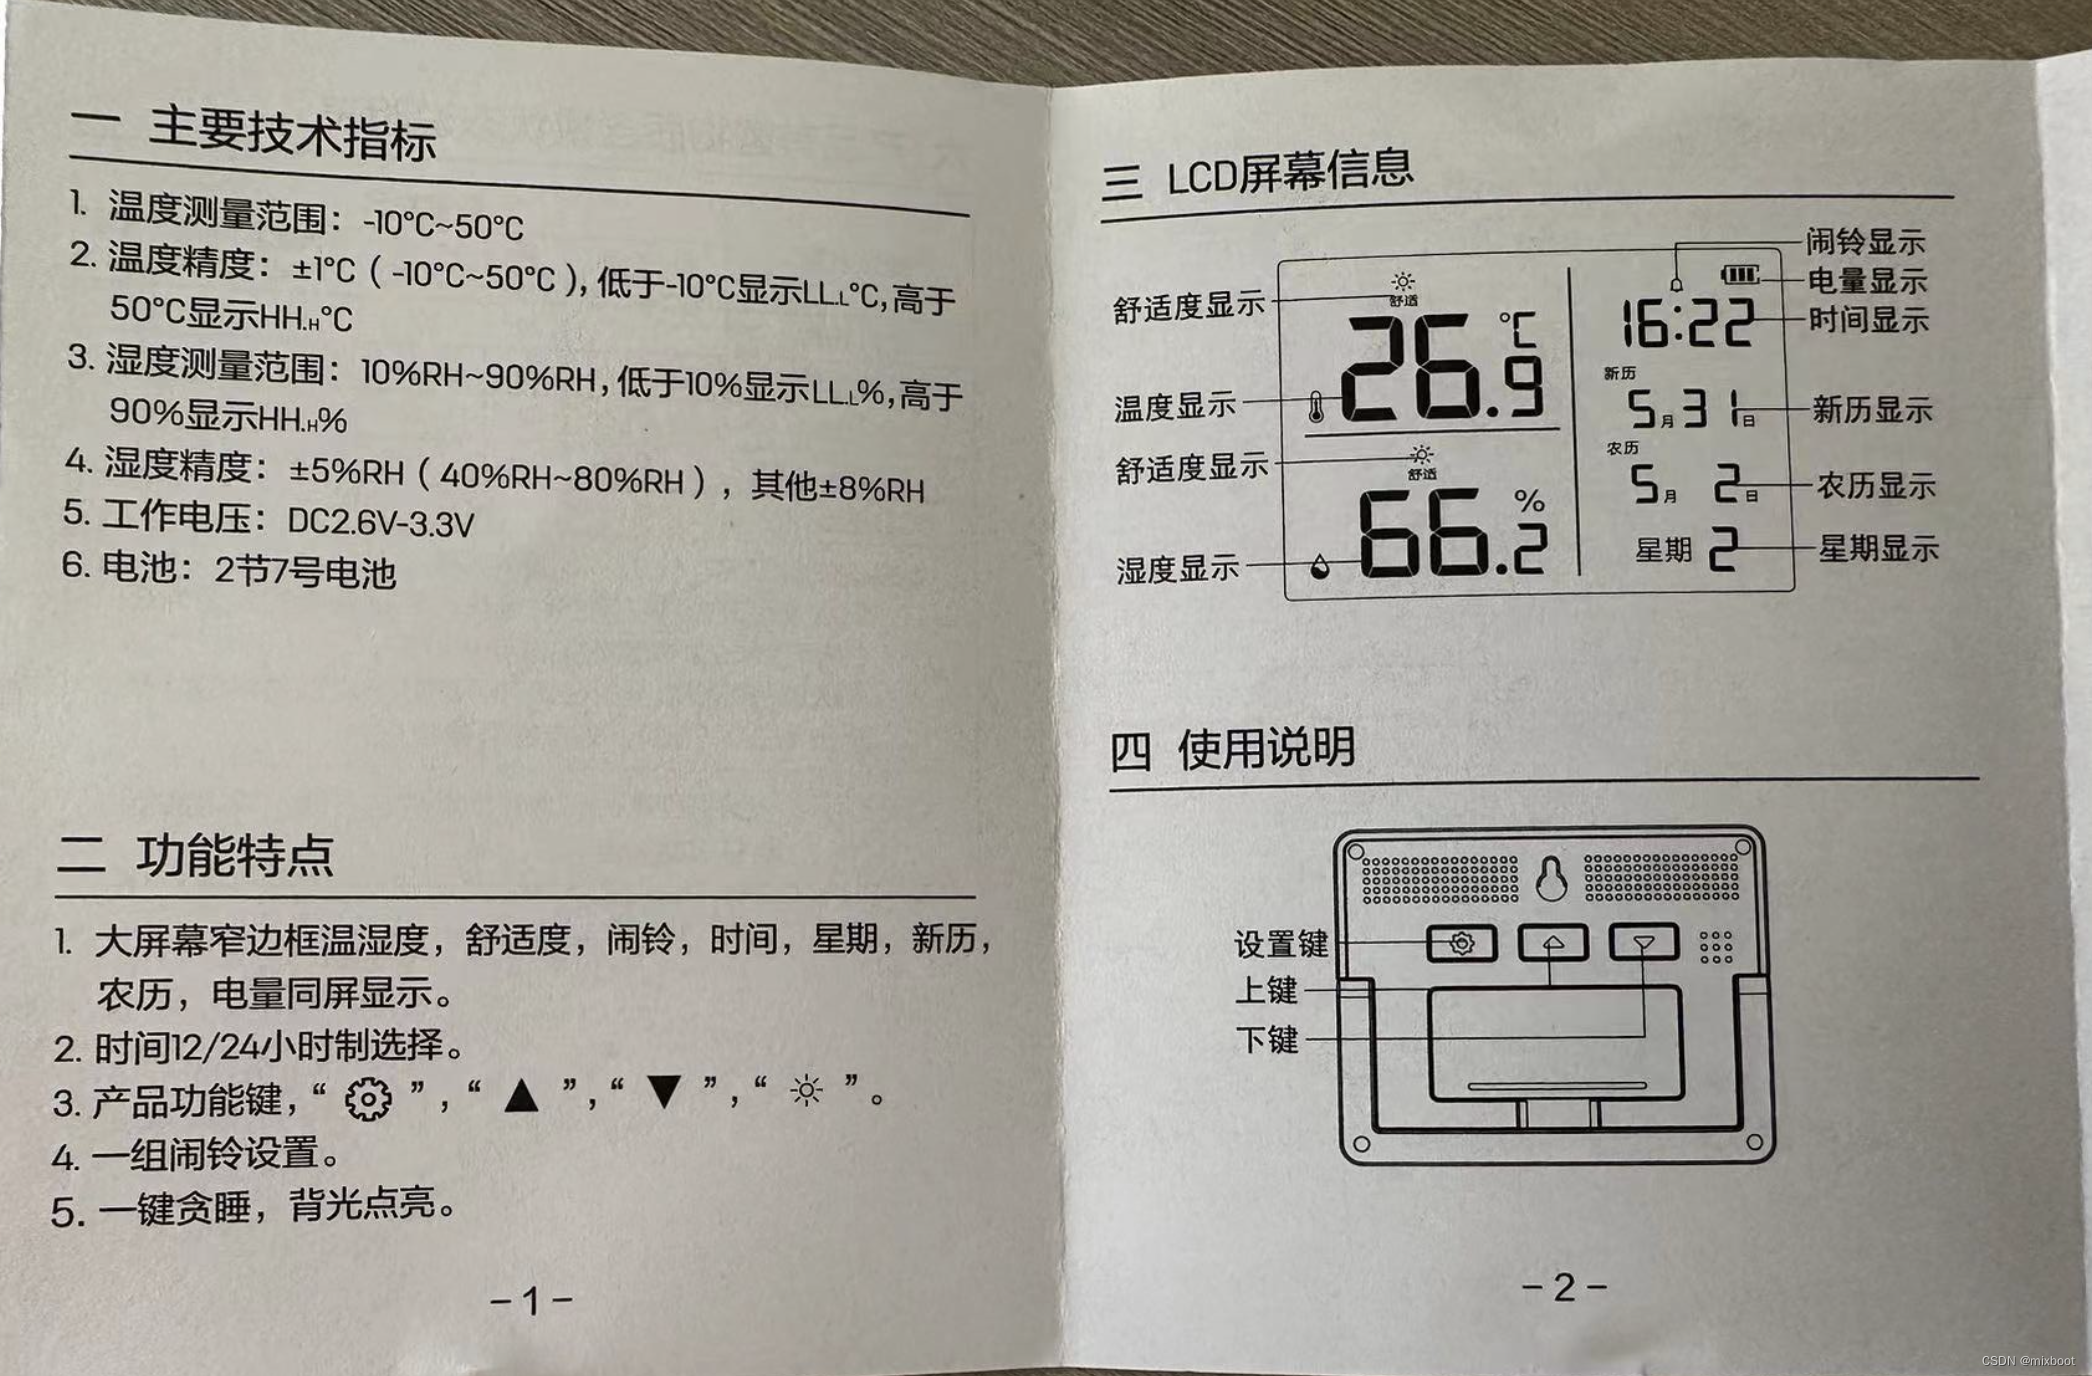 一 主要技术指标
1. 温度测量范围：-10°C~50°C
2. 温度精度：±1°C（-10°C~50°C），低于-10°C显示LL.L°C，高于
50°C显示HH.H°C
3. 湿度测量范围：10%RH~90%RH，低于10%显示LL.L%，高于
90%显示HH.H%
4. 湿度精度：±5%RH（40%RH~80%RH），其他±8%RH
5. 工作电压：DC2.6V-3.3V
6. 电池：2节7号电池
二 功能特点
1. 大屏幕窄边框温湿度，舒适度，闹铃，时间，星期，新历，
农历，电量同屏显示。
2. 时间12/24小时制选择。
3. 产品功能键，“ ⚙ ”，“ ▲ ”，“ ▼ ”，“ ☼ ”。
4. 一组闹铃设置。
5. 一键贪睡，背光点亮。
-1-
三 LCD屏幕信息
舒适度显示
温度显示
舒适度显示
湿度显示
舒适
26.9 °C
舒适
66.2 %
16:22
新历
5月31日
农历
5月 2日
星期 2
闹铃显示
电量显示
时间显示
新历显示
农历显示
星期显示
四 使用说明
设置键
上键
下键
-2-
CSDN @mixboot